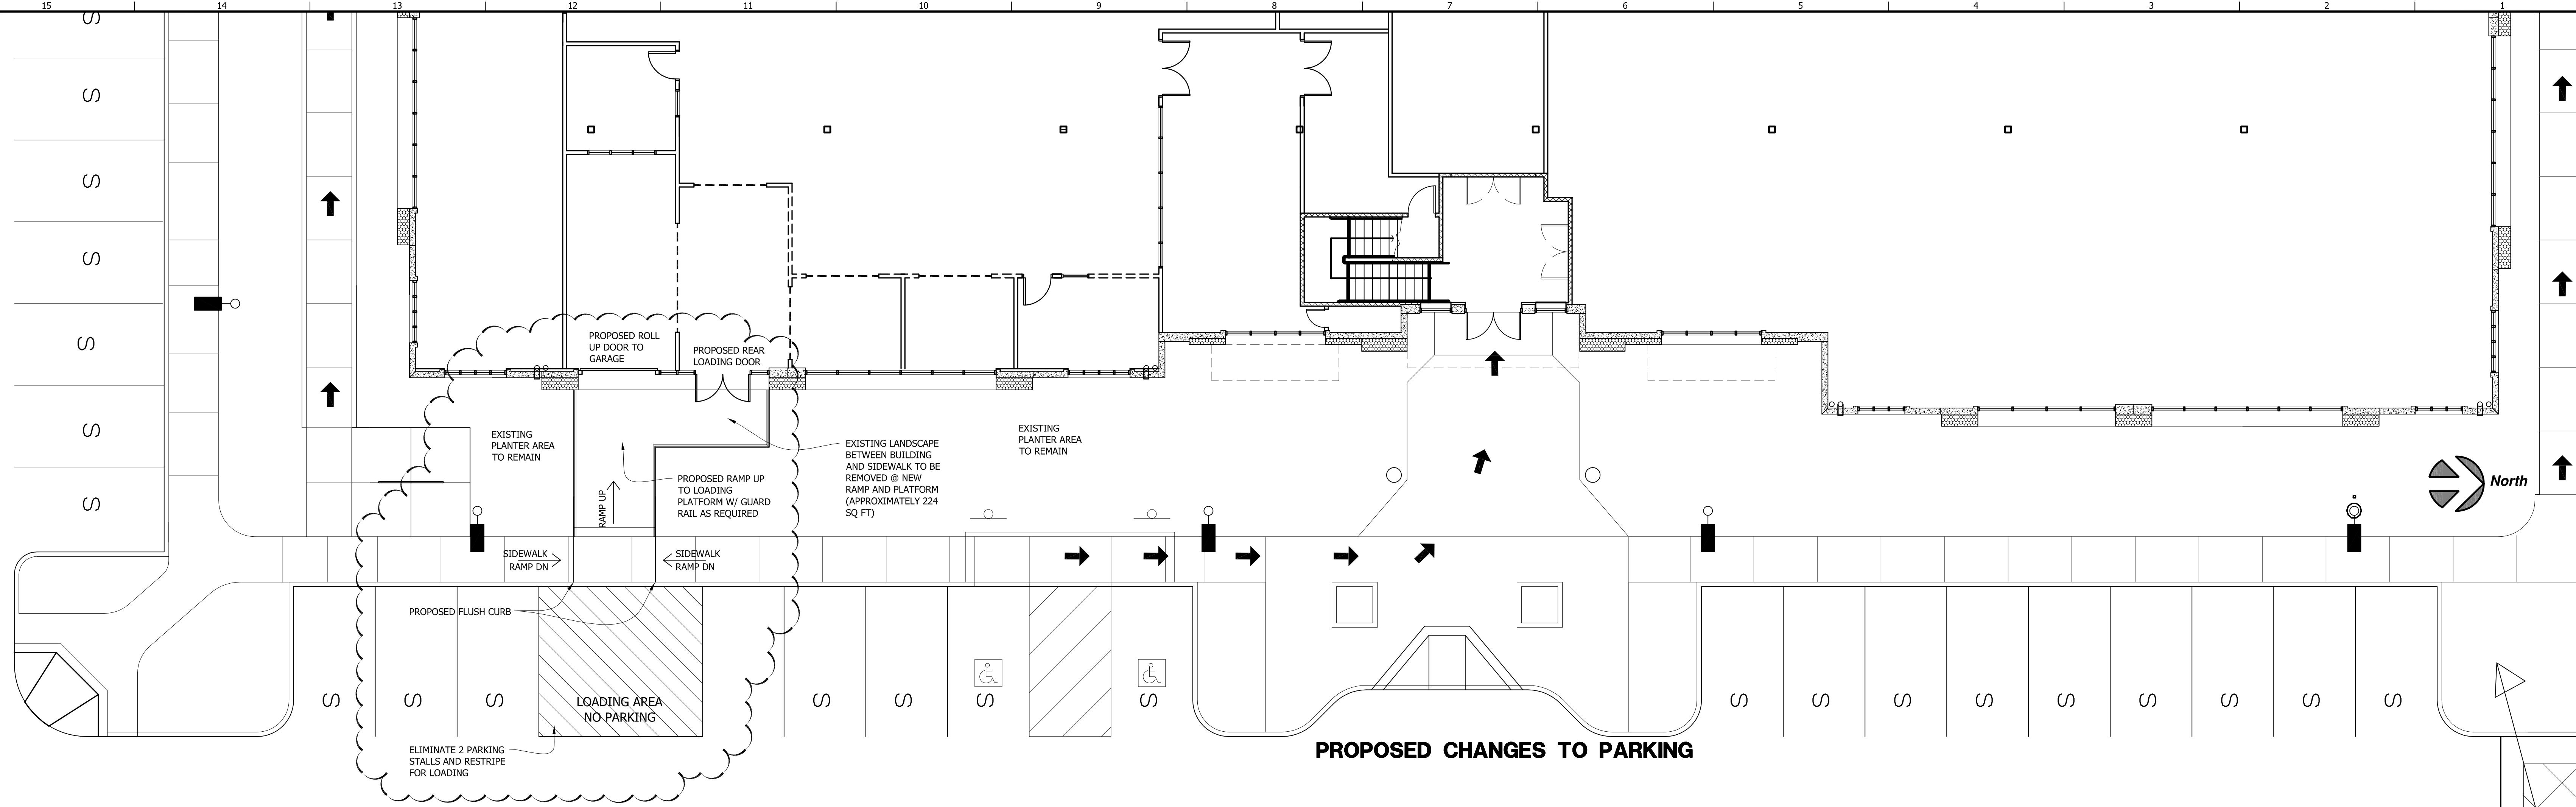 15 14 13 12 11 10 9 8 7 6 5 4 3 2 1
S
S
S
S
S
S
S
S
PROPOSED ROLL
UP DOOR TO
GARAGE
PROPOSED REAR
LOADING DOOR
EXISTING
PLANTER AREA
TO REMAIN
EXISTING LANDSCAPE
BETWEEN BUILDING
AND SIDEWALK TO BE
REMOVED @ NEW
RAMP AND PLATFORM
(APPROXIMATELY 224
SQ FT)
EXISTING
PLANTER AREA
TO REMAIN
PROPOSED RAMP UP
TO LOADING
PLATFORM W/ GUARD
RAIL AS REQUIRED
RAMP UP
North
SIDEWALK
RAMP DN
SIDEWALK
RAMP DN
PROPOSED FLUSH CURB
S S S
LOADING AREA
NO PARKING
S S S S
S S S S S S S S S
ELIMINATE 2 PARKING
STALLS AND RESTRIPE
FOR LOADING
PROPOSED CHANGES TO PARKING